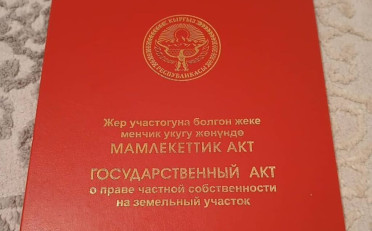 Жер участогуна болгон жеке
менчик укугу жөнүндө
МАМЛЕКЕТТИК АКТ
ГОСУДАРСТВЕННЫЙ АКТ
о праве частной собственности
на земельный участок